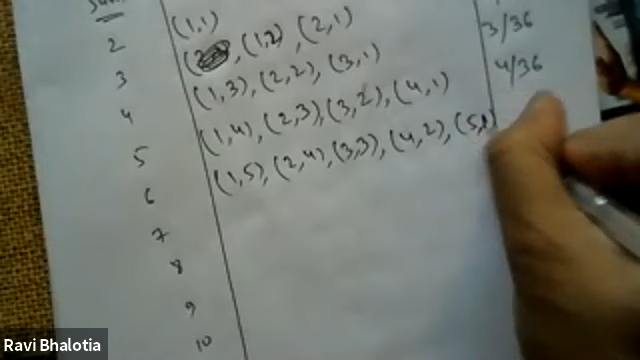 Sum
2 (1,1)
3 (1,2), (2,1) 3/36
4 (1,3), (2,2), (3,1) 4/36
5 (1,4), (2,3), (3,2), (4,1)
6 (1,5), (2,4), (3,3), (4,2), (5,1)
7
8
9
10
Ravi Bhalotia